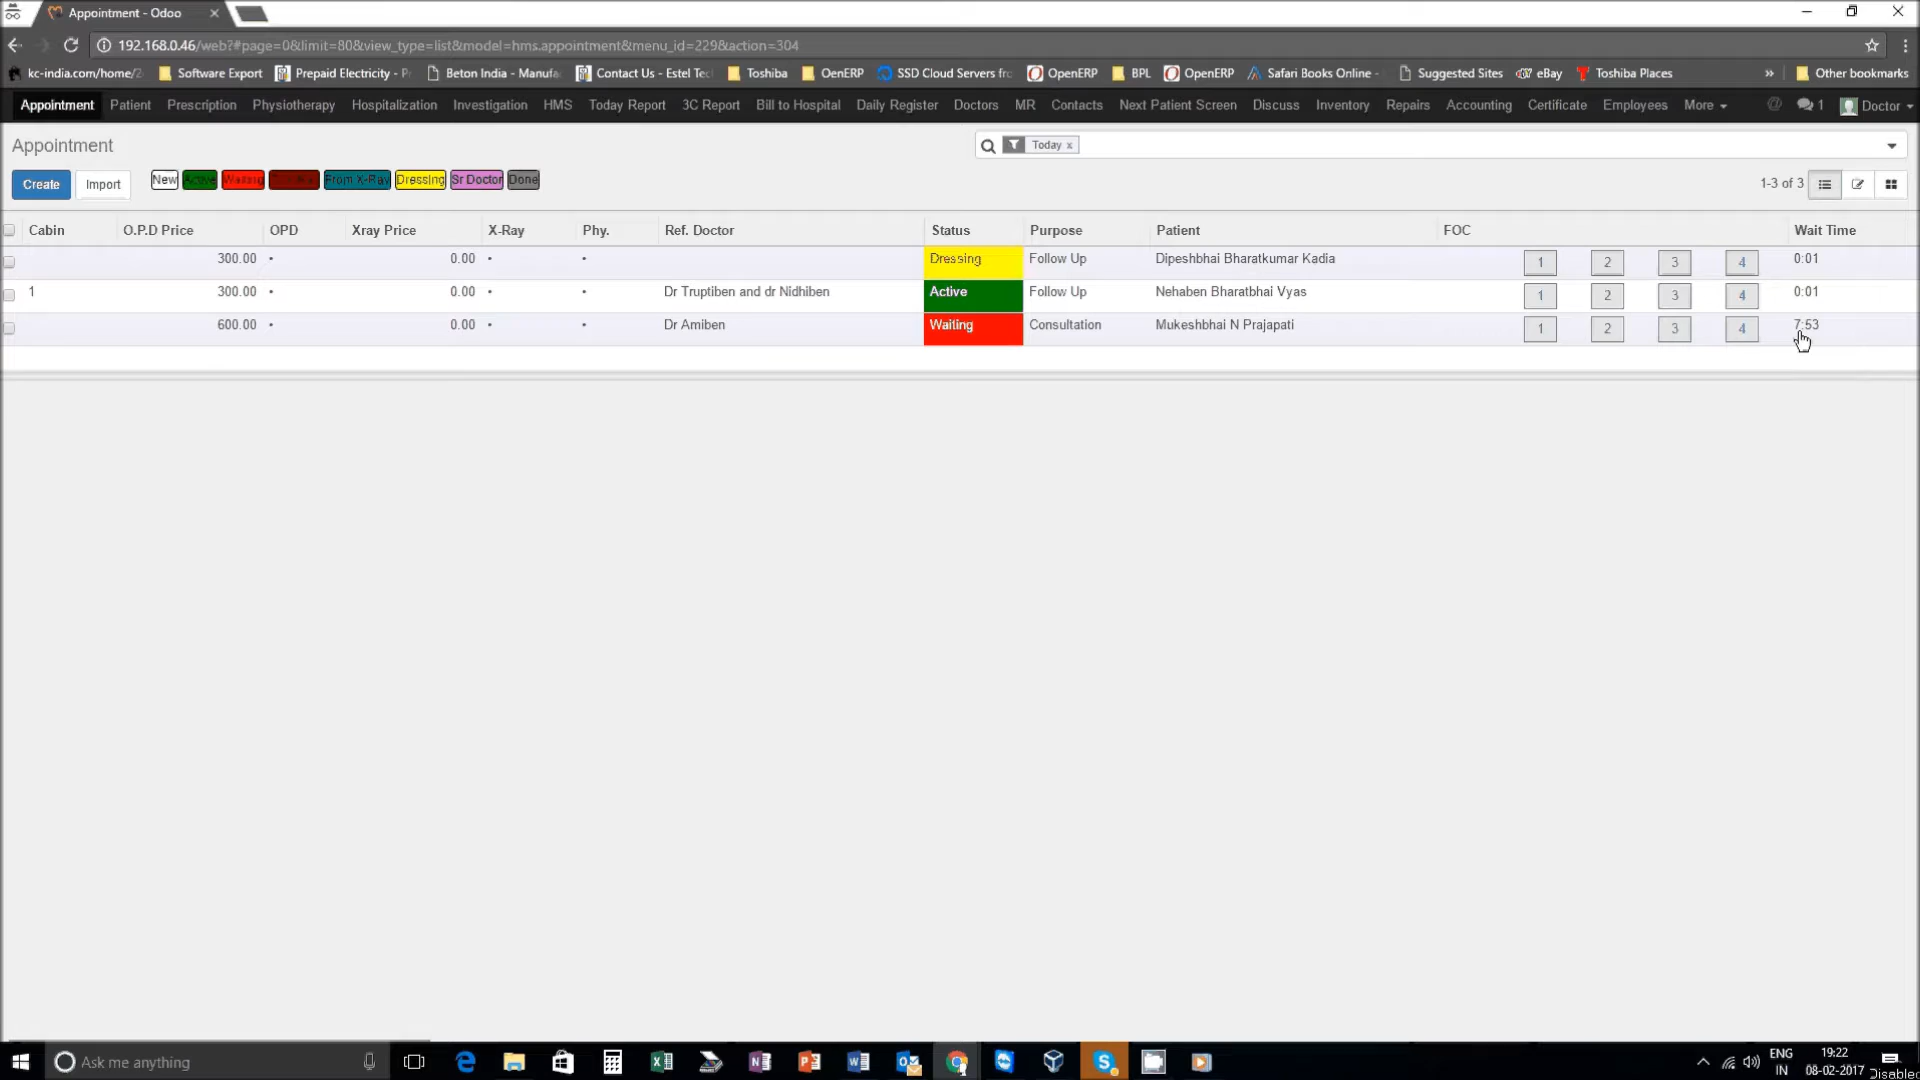 Appointment - Odoo
192.168.0.46/web?#page=0&limit=80&view_type=list&model=hms.appointment&menu_id=229&action=304
kc-india.com/home/2 Software Export Prepaid Electricity - P Beton India - Manufa Contact Us - Estel Tec Toshiba OenERP SSD Cloud Servers fro OpenERP BPL OpenERP Safari Books Online - Suggested Sites eBay Toshiba Places » Other bookmarks
Appointment Patient Prescription Physiotherapy Hospitalization Investigation HMS Today Report 3C Report Bill to Hospital Daily Register Doctors MR Contacts Next Patient Screen Discuss Inventory Repairs Accounting Certificate Employees More @ 1 Doctor
Appointment
Today x
Create Import New Active Waiting From X-Ray Dressing Sr Doctor Done 1-3 of 3
Cabin O.P.D Price OPD Xray Price X-Ray Phy. Ref. Doctor Status Purpose Patient FOC Wait Time
300.00 • 0.00 • • Dressing Follow Up Dipeshbhai Bharatkumar Kadia 1 2 3 4 0:01
1 300.00 • 0.00 • • Dr Truptiben and dr Nidhiben Active Follow Up Nehaben Bharatbhai Vyas 1 2 3 4 0:01
600.00 • 0.00 • • Dr Amiben Waiting Consultation Mukeshbhai N Prajapati 1 2 3 4 7:53
Ask me anything
ENG 19:22
IN 08-02-2017 Disabled